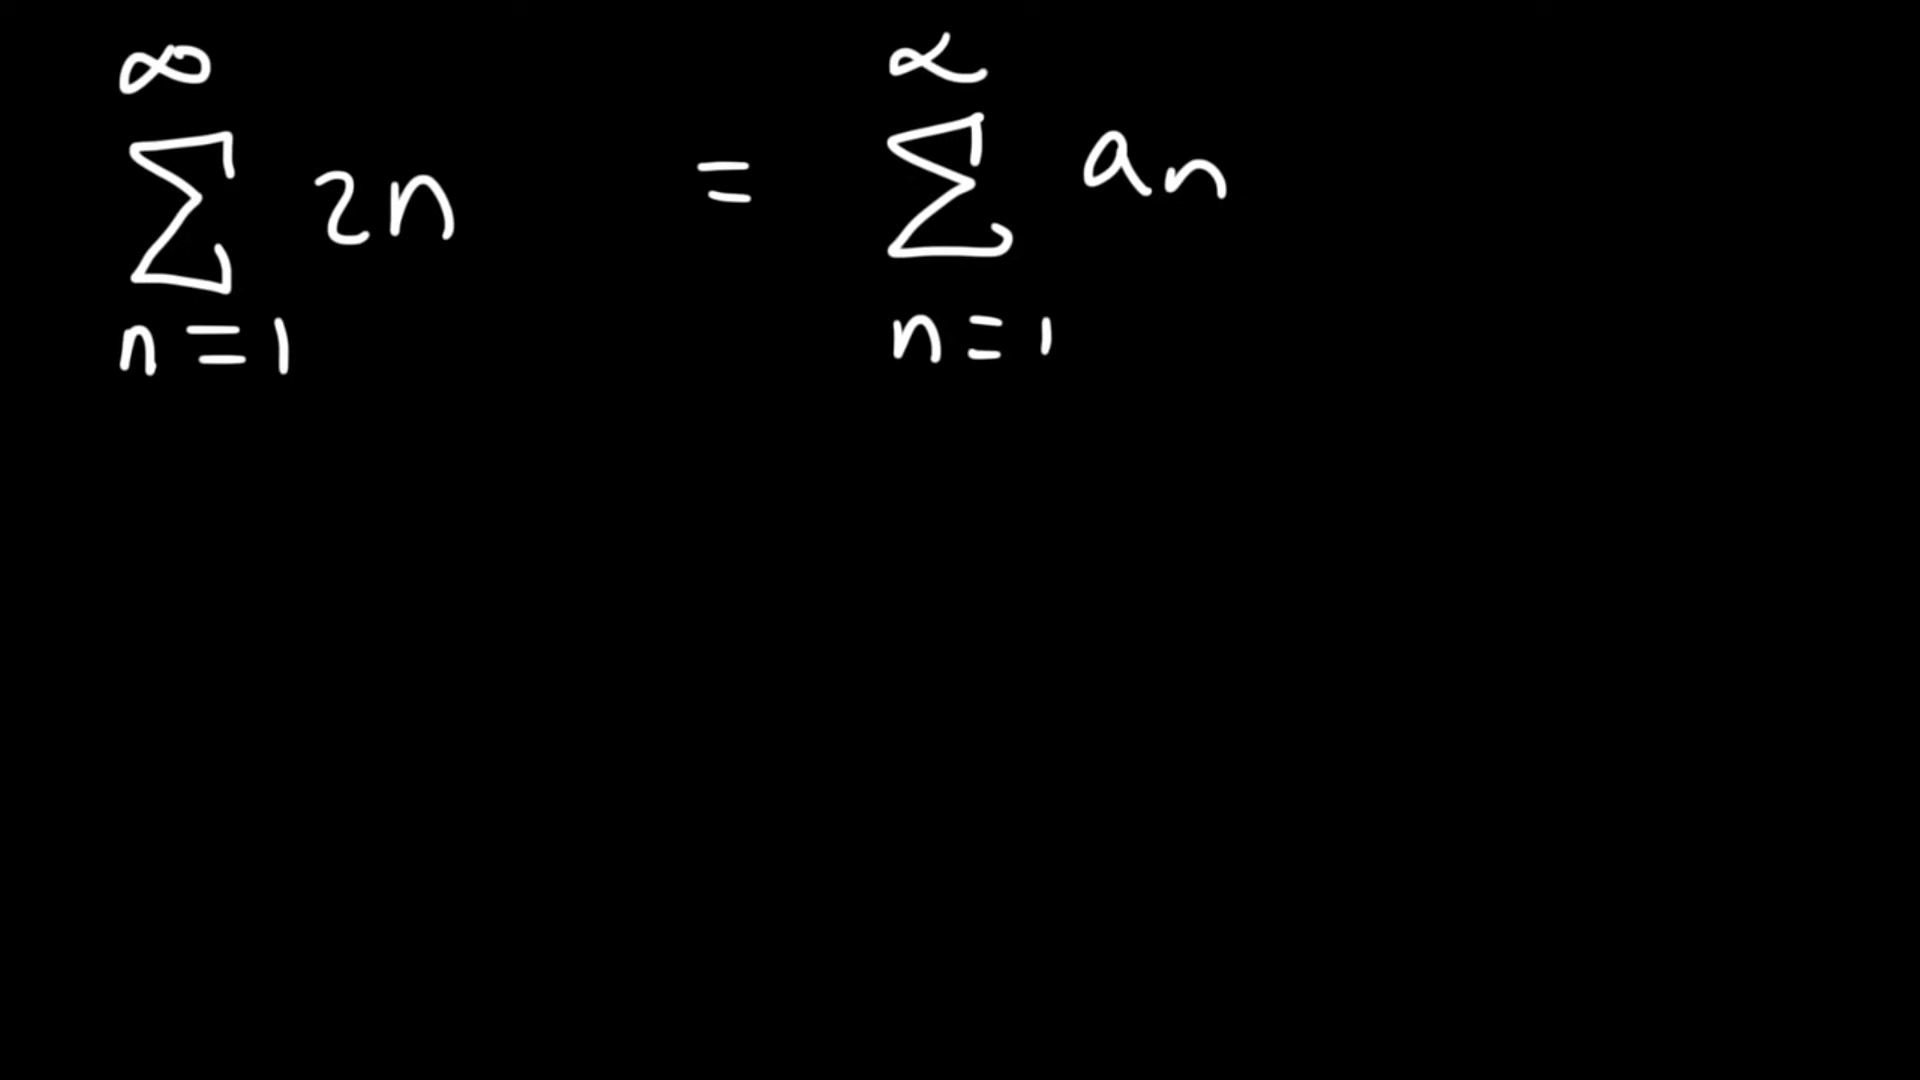 ∞ ∝
∑ 2n = ∑ an
n=1 n=1